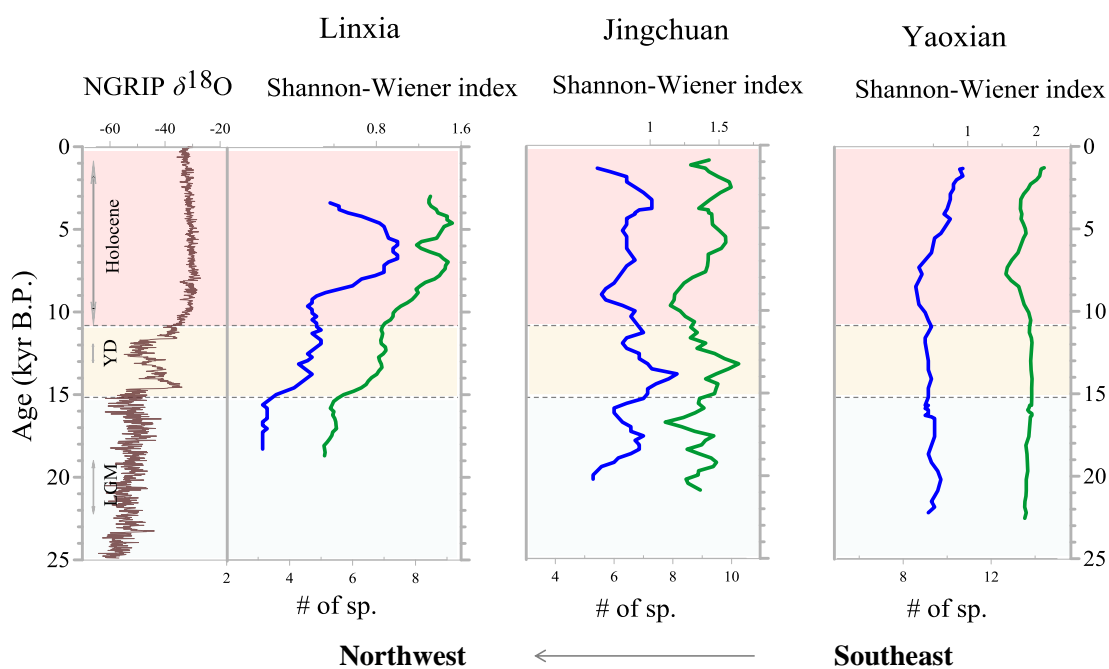 Linxia
Jingchuan
Yaoxian
NGRIP δ18O
Shannon-Wiener index
Shannon-Wiener index
Shannon-Wiener index
-60 -40 -20
0.8 1.6
1 1.5
1 2
0
5
10
15
20
25
Age (kyr B.P.)
Holocene
YD
LGM
0
5
10
15
20
25
2 4 6 8
4 6 8 10
8 12
# of sp.
# of sp.
# of sp.
Northwest
Southeast